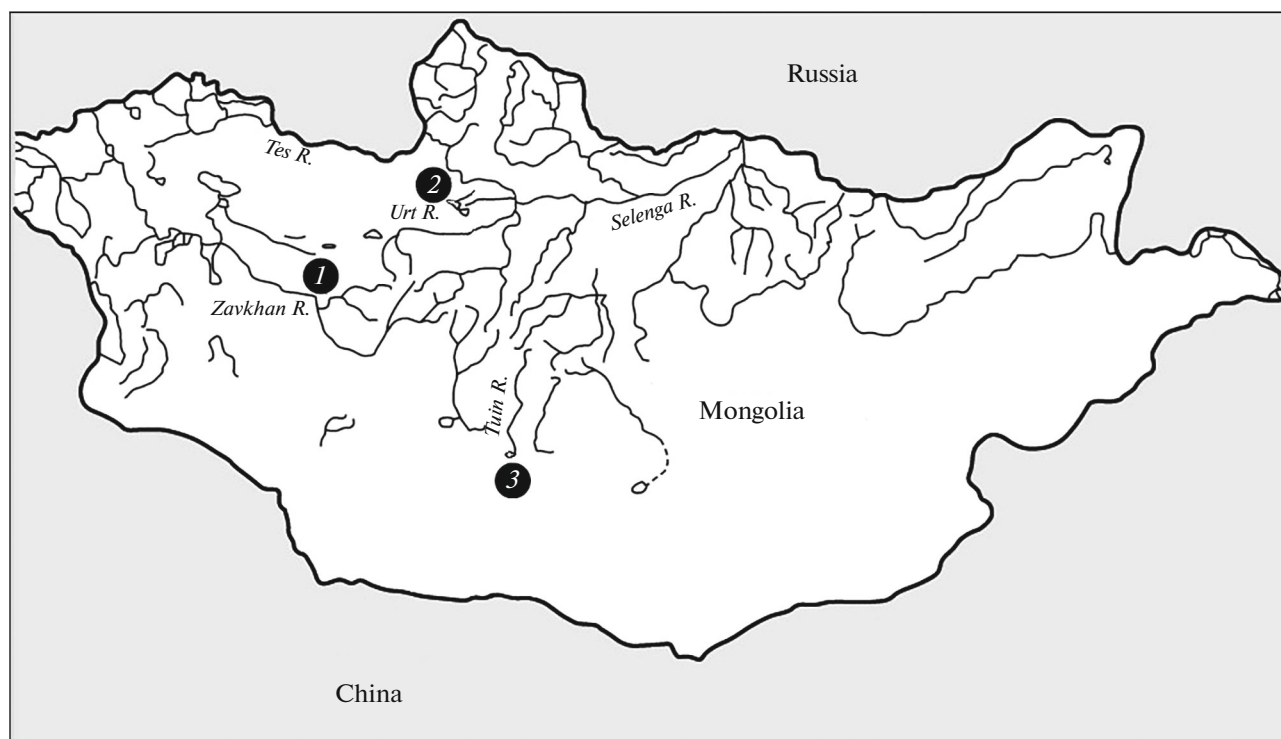 Russia
Tes R.
2
Urt R.
Selenga R.
1
Zavkhan R.
Tuin R.
Mongolia
3
China